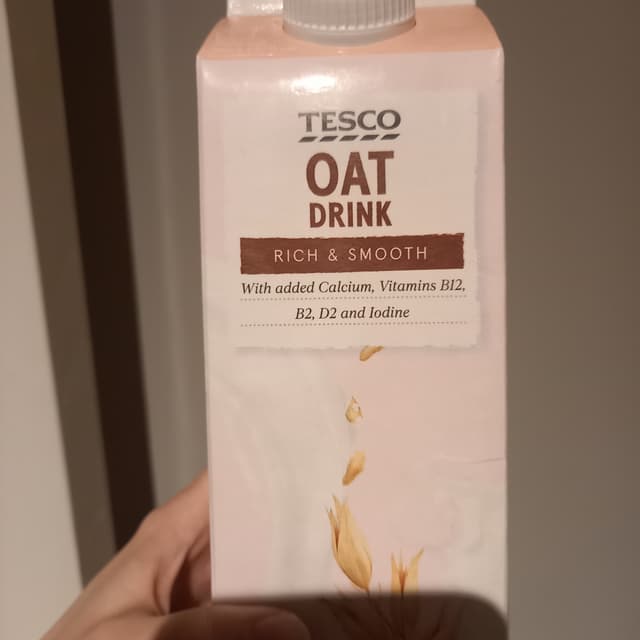 TESCO
OAT
DRINK
RICH & SMOOTH
With added Calcium, Vitamins B12,
B2, D2 and Iodine